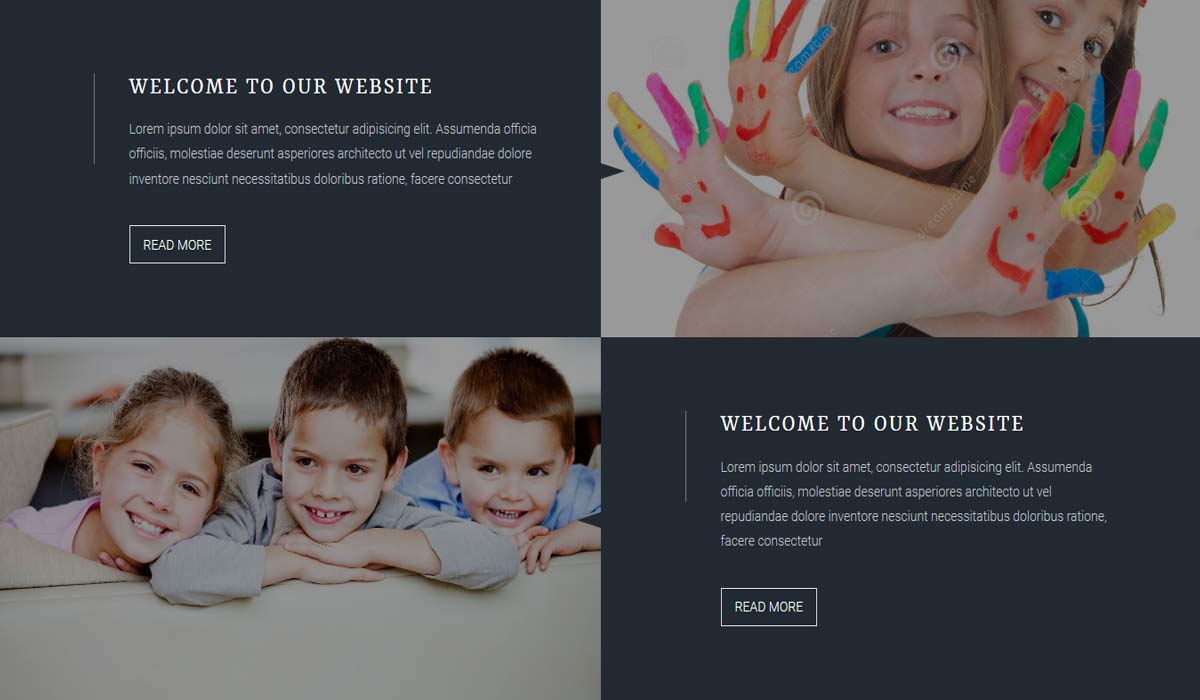 WELCOME TO OUR WEBSITE
Lorem ipsum dolor sit amet, consectetur adipisicing elit. Assumenda officia
officiis, molestiae deserunt asperiores architecto ut vel repudiandae dolore
inventore nesciunt necessitatibus doloribus ratione, facere consectetur
READ MORE
dreamstime
dreamstime
dreamstime
WELCOME TO OUR WEBSITE
Lorem ipsum dolor sit amet, consectetur adipisicing elit. Assumenda
officia officiis, molestiae deserunt asperiores architecto ut vel
repudiandae dolore inventore nesciunt necessitatibus doloribus ratione,
facere consectetur
READ MORE